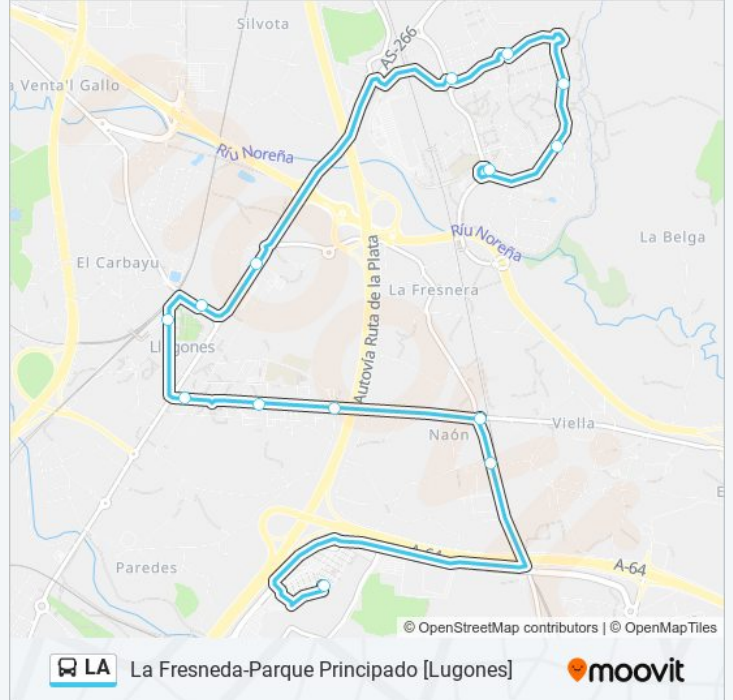 Silvota
AS-266
a Venta'l Gallo
Ríu Noreña
Ríu Noreña
La Belga
El Carbayu
Autovía Ruta de la Plata
La Fresnera
Llugones
Viella
Naón
E
A-64
A-64
Paredes
© OpenStreetMap contributors | © OpenMapTiles
LA La Fresneda-Parque Principado [Lugones] moovit